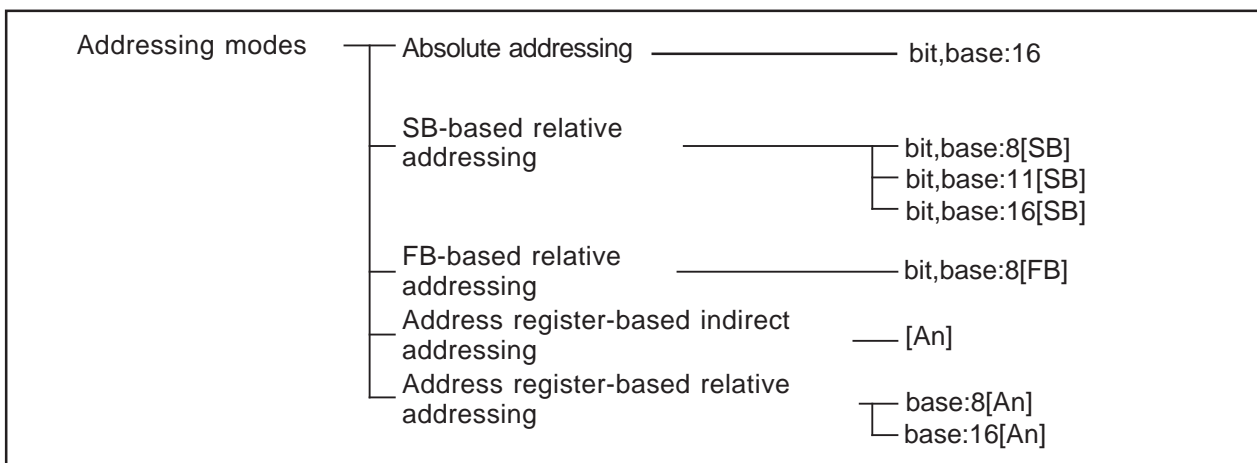 Addressing modes
Absolute addressing
bit,base:16
SB-based relative
addressing
bit,base:8[SB]
bit,base:11[SB]
bit,base:16[SB]
FB-based relative
addressing
bit,base:8[FB]
Address register-based indirect
addressing
[An]
Address register-based relative
addressing
base:8[An]
base:16[An]